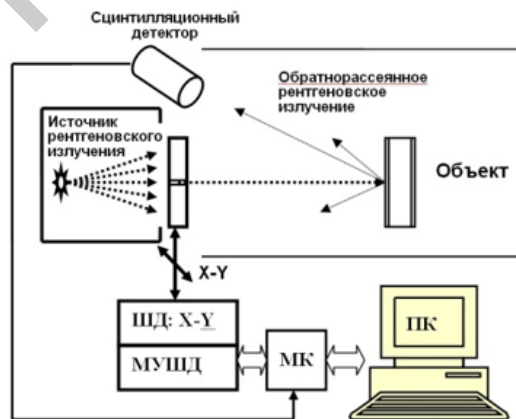 Сцинтилляционный
детектор
Обратнорассеянное
рентгеновское
излучение
Источник
рентгеновского
излучения
Объект
X-Y
ШД: X-Y
МУШД
МК
ПК